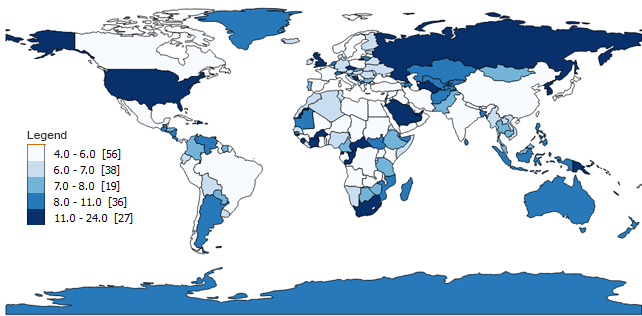 Legend
4.0 - 6.0 [56]
6.0 - 7.0 [38]
7.0 - 8.0 [19]
8.0 - 11.0 [36]
11.0 - 24.0 [27]